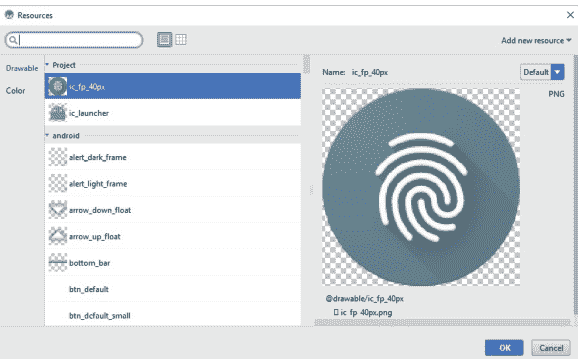 Resources
Add new resource
Drawable
Color
Project
ic_fp_40px
ic_launcher
android
alert_dark_frame
alert_light_frame
arrow_down_float
arrow_up_float
bottom_bar
btn_default
btn_default_small
Name: ic_fp_40px
Default
PNG
@drawable/ic_fp_40px
ic_fp_40px.png
OK
Cancel